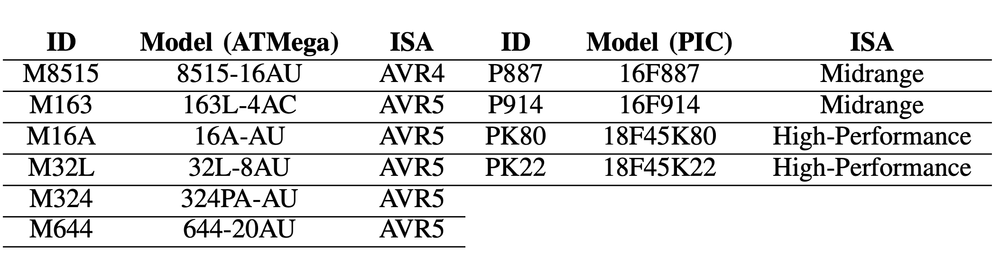 ID Model (ATMega) ISA ID Model (PIC) ISA
M8515 8515-16AU AVR4 P887 16F887 Midrange
M163 163L-4AC AVR5 P914 16F914 Midrange
M16A 16A-AU AVR5 PK80 18F45K80 High-Performance
M32L 32L-8AU AVR5 PK22 18F45K22 High-Performance
M324 324PA-AU AVR5
M644 644-20AU AVR5